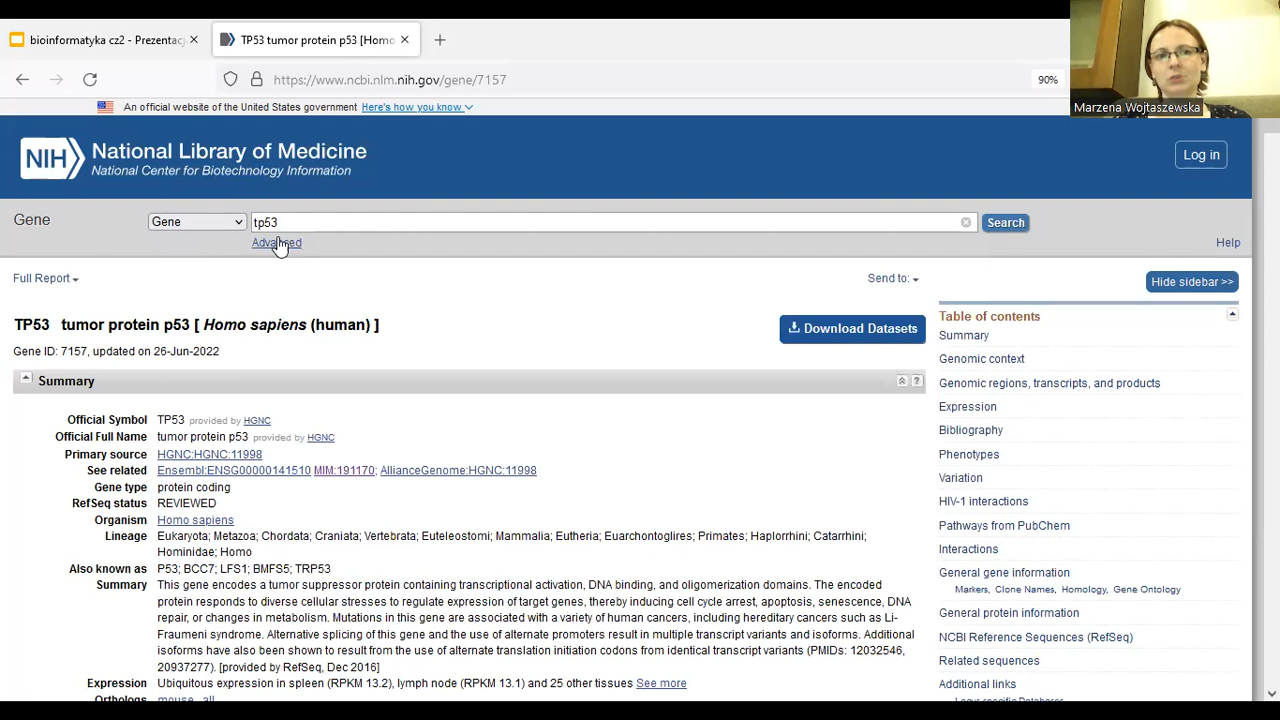 bioinformatyka cz2 - Prezentacj
TP53 tumor protein p53 [Homo
https://www.ncbi.nlm.nih.gov/gene/7157
90%
Marzena Wojtaszewska
An official website of the United States government Here's how you know
NIH National Library of Medicine
National Center for Biotechnology Information
Log in
Gene Gene tp53 Search
Advanced Help
Full Report Send to: Hide sidebar >>
TP53 tumor protein p53 [ Homo sapiens (human) ]
Download Datasets
Gene ID: 7157, updated on 26-Jun-2022
Summary
Official Symbol TP53 provided by HGNC
Official Full Name tumor protein p53 provided by HGNC
Primary source HGNC:HGNC:11998
See related Ensembl:ENSG00000141510 MIM:191170; AllianceGenome:HGNC:11998
Gene type protein coding
RefSeq status REVIEWED
Organism Homo sapiens
Lineage Eukaryota; Metazoa; Chordata; Craniata; Vertebrata; Euteleostomi; Mammalia; Eutheria; Euarchontoglires; Primates; Haplorrhini; Catarrhini;
Hominidae; Homo
Also known as P53; BCC7; LFS1; BMFS5; TRP53
Summary This gene encodes a tumor suppressor protein containing transcriptional activation, DNA binding, and oligomerization domains. The encoded
protein responds to diverse cellular stresses to regulate expression of target genes, thereby inducing cell cycle arrest, apoptosis, senescence, DNA
repair, or changes in metabolism. Mutations in this gene are associated with a variety of human cancers, including hereditary cancers such as Li-
Fraumeni syndrome. Alternative splicing of this gene and the use of alternate promoters result in multiple transcript variants and isoforms. Additional
isoforms have also been shown to result from the use of alternate translation initiation codons from identical transcript variants (PMIDs: 12032546,
20937277). [provided by RefSeq, Dec 2016]
Expression Ubiquitous expression in spleen (RPKM 13.2), lymph node (RPKM 13.1) and 25 other tissues See more
Orthologs mouse all
Table of contents
Summary
Genomic context
Genomic regions, transcripts, and products
Expression
Bibliography
Phenotypes
Variation
HIV-1 interactions
Pathways from PubChem
Interactions
General gene information
Markers, Clone Names, Homology, Gene Ontology
General protein information
NCBI Reference Sequences (RefSeq)
Related sequences
Additional links